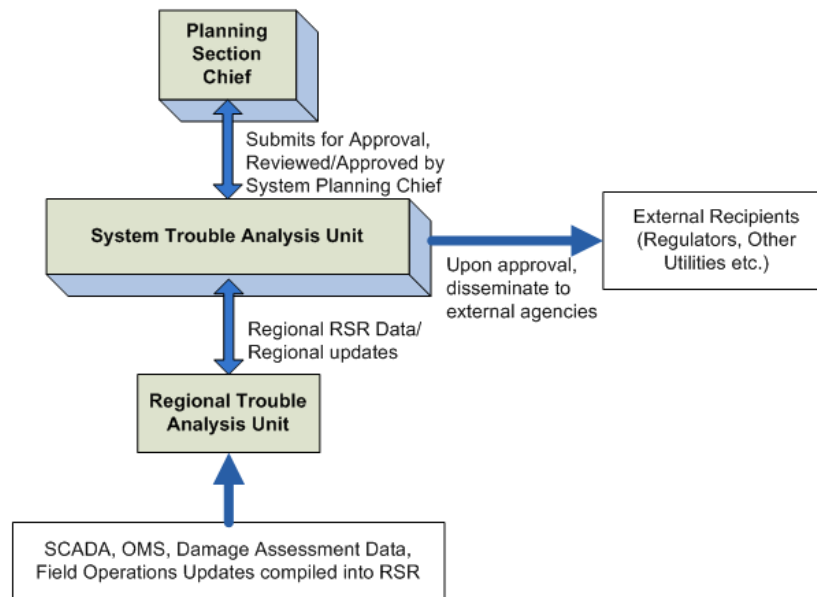 Planning
Section
Chief
Submits for Approval,
Reviewed/Approved by
System Planning Chief
System Trouble Analysis Unit
External Recipients
(Regulators, Other
Utilities etc.)
Upon approval,
disseminate to
external agencies
Regional RSR Data/
Regional updates
Regional Trouble
Analysis Unit
SCADA, OMS, Damage Assessment Data,
Field Operations Updates compiled into RSR